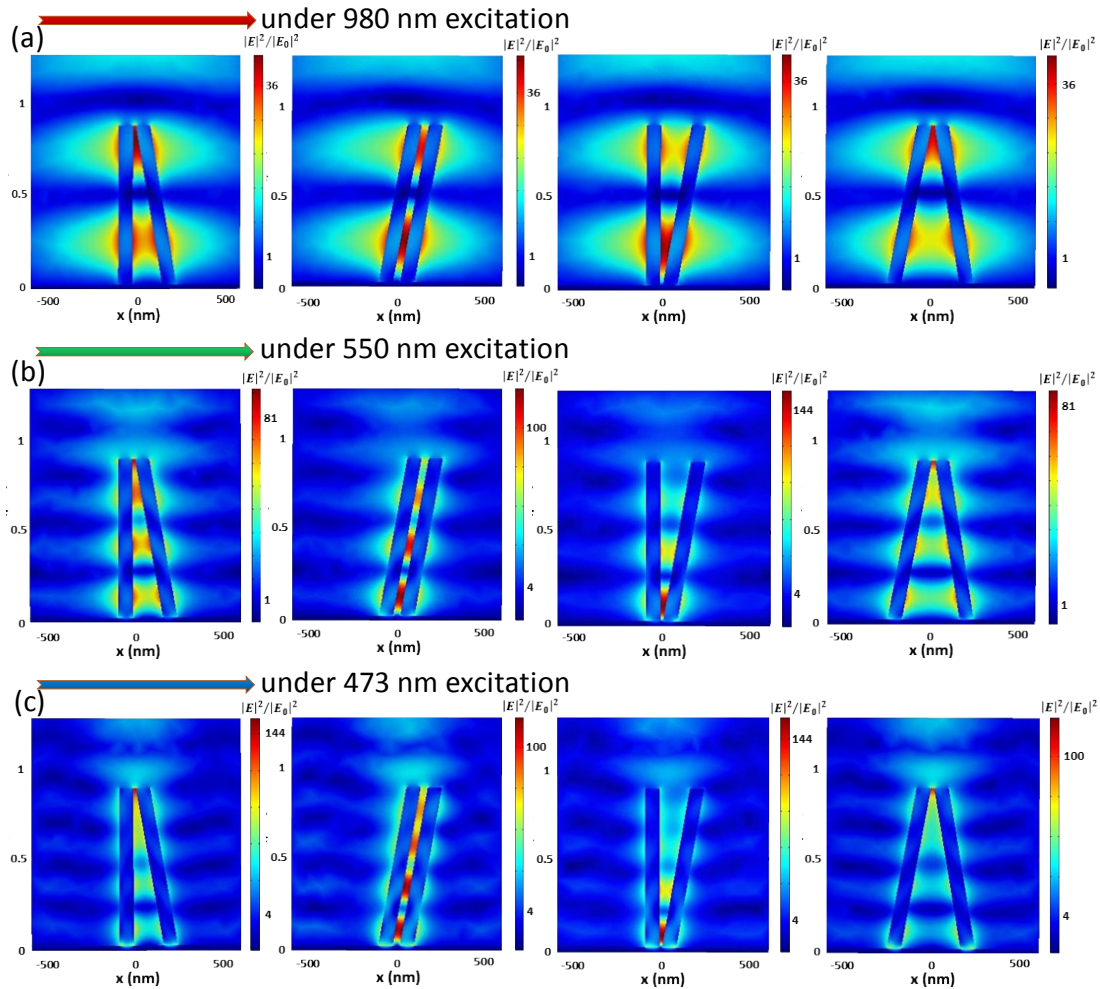 under 980 nm excitation
(a)
|E|²/|E₀|² |E|²/|E₀|² |E|²/|E₀|² |E|²/|E₀|²
36 36 36 36
1 1 1 1
0.5 0.5 0.5 0.5
1 1 1 1
0 0 0 0
-500 0 500 -500 0 500 -500 0 500 -500 0 500
x (nm) x (nm) x (nm) x (nm)
under 550 nm excitation
(b)
|E|²/|E₀|² |E|²/|E₀|² |E|²/|E₀|² |E|²/|E₀|²
81 100 144 81
1 1 1 1
0.5 0.5 0.5 0.5
1 4 4 1
0 0 0 0
-500 0 500 -500 0 500 -500 0 500 -500 0 500
x (nm) x (nm) x (nm) x (nm)
under 473 nm excitation
(c)
|E|²/|E₀|² |E|²/|E₀|² |E|²/|E₀|² |E|²/|E₀|²
144 100 144 100
1 1 1 1
0.5 0.5 0.5 0.5
4 4 4 4
0 0 0 0
-500 0 500 -500 0 500 -500 0 500 -500 0 500
x (nm) x (nm) x (nm) x (nm)